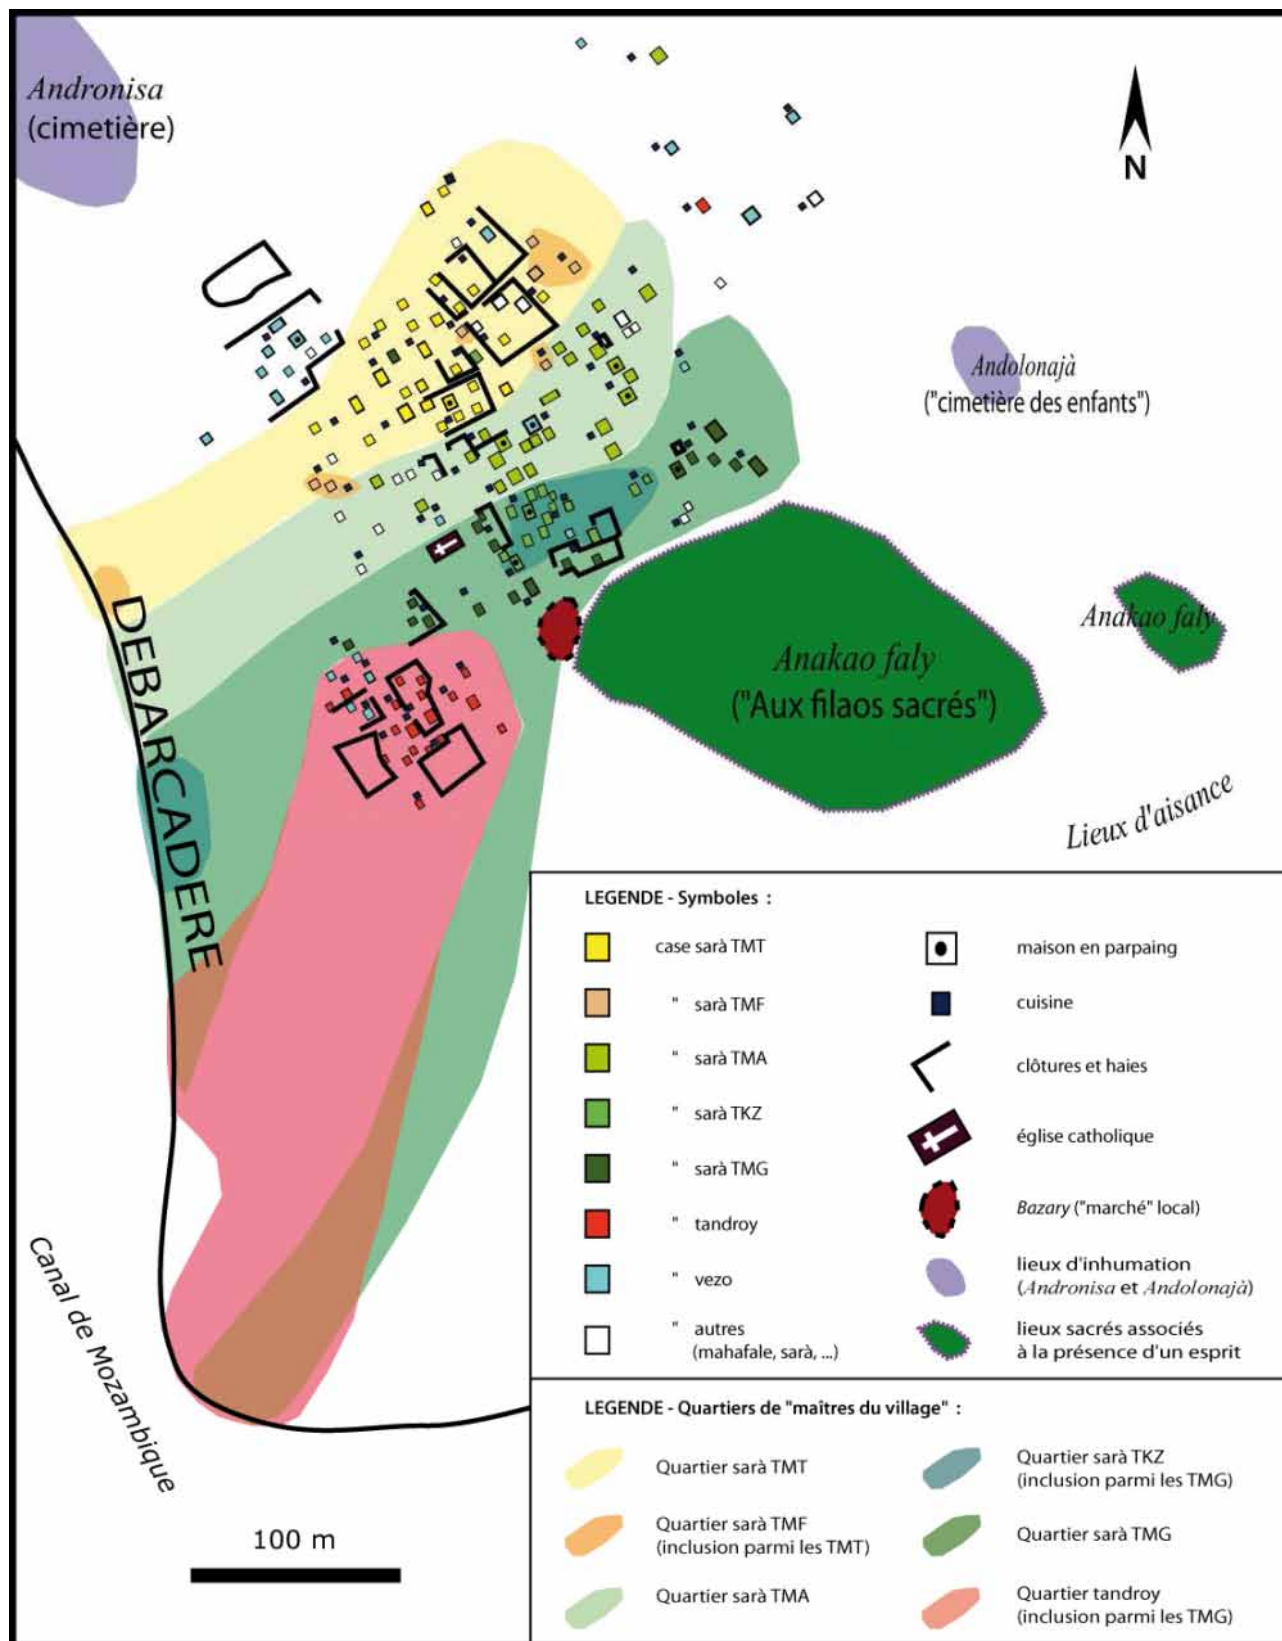 Andronisa
(cimetière)
N
Andolonajà
("cimetière des enfants")
DEBARCADERE
Anakao faly
Anakao faly
("Aux filaos sacrés")
Lieux d'aisance
Canal de Mozambique
100 m
LEGENDE - Symboles :
case sarà TMT
" sarà TMF
" sarà TMA
" sarà TKZ
" sarà TMG
" tandroy
" vezo
" autres
(mahafale, sarà, ...)
maison en parpaing
cuisine
clôtures et haies
église catholique
Bazary ("marché" local)
lieux d'inhumation
(Andronisa et Andolonajà)
lieux sacrés associés
à la présence d'un esprit
LEGENDE - Quartiers de "maîtres du village" :
Quartier sarà TMT
Quartier sarà TMF
(inclusion parmi les TMT)
Quartier sarà TMA
Quartier sarà TKZ
(inclusion parmi les TMG)
Quartier sarà TMG
Quartier tandroy
(inclusion parmi les TMG)